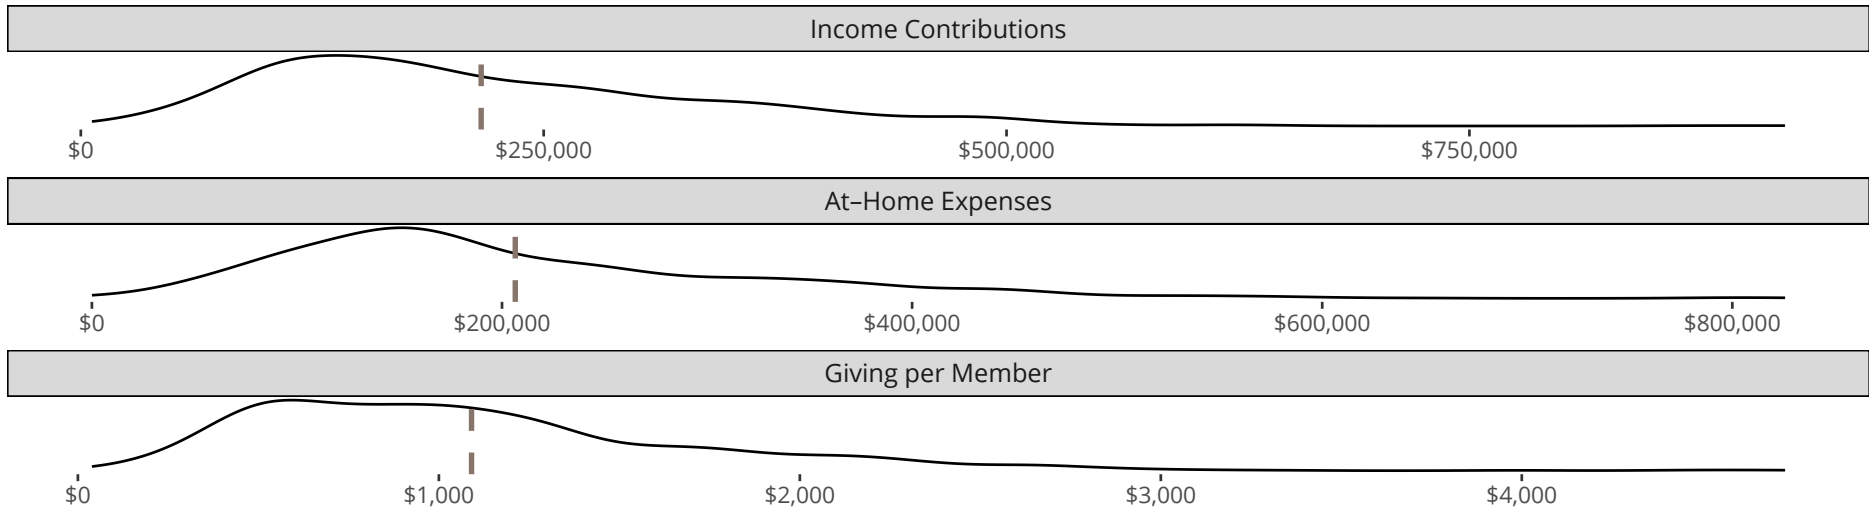 Income Contributions
$0 $250,000 $500,000 $750,000
At–Home Expenses
$0 $200,000 $400,000 $600,000 $800,000
Giving per Member
$0 $1,000 $2,000 $3,000 $4,000